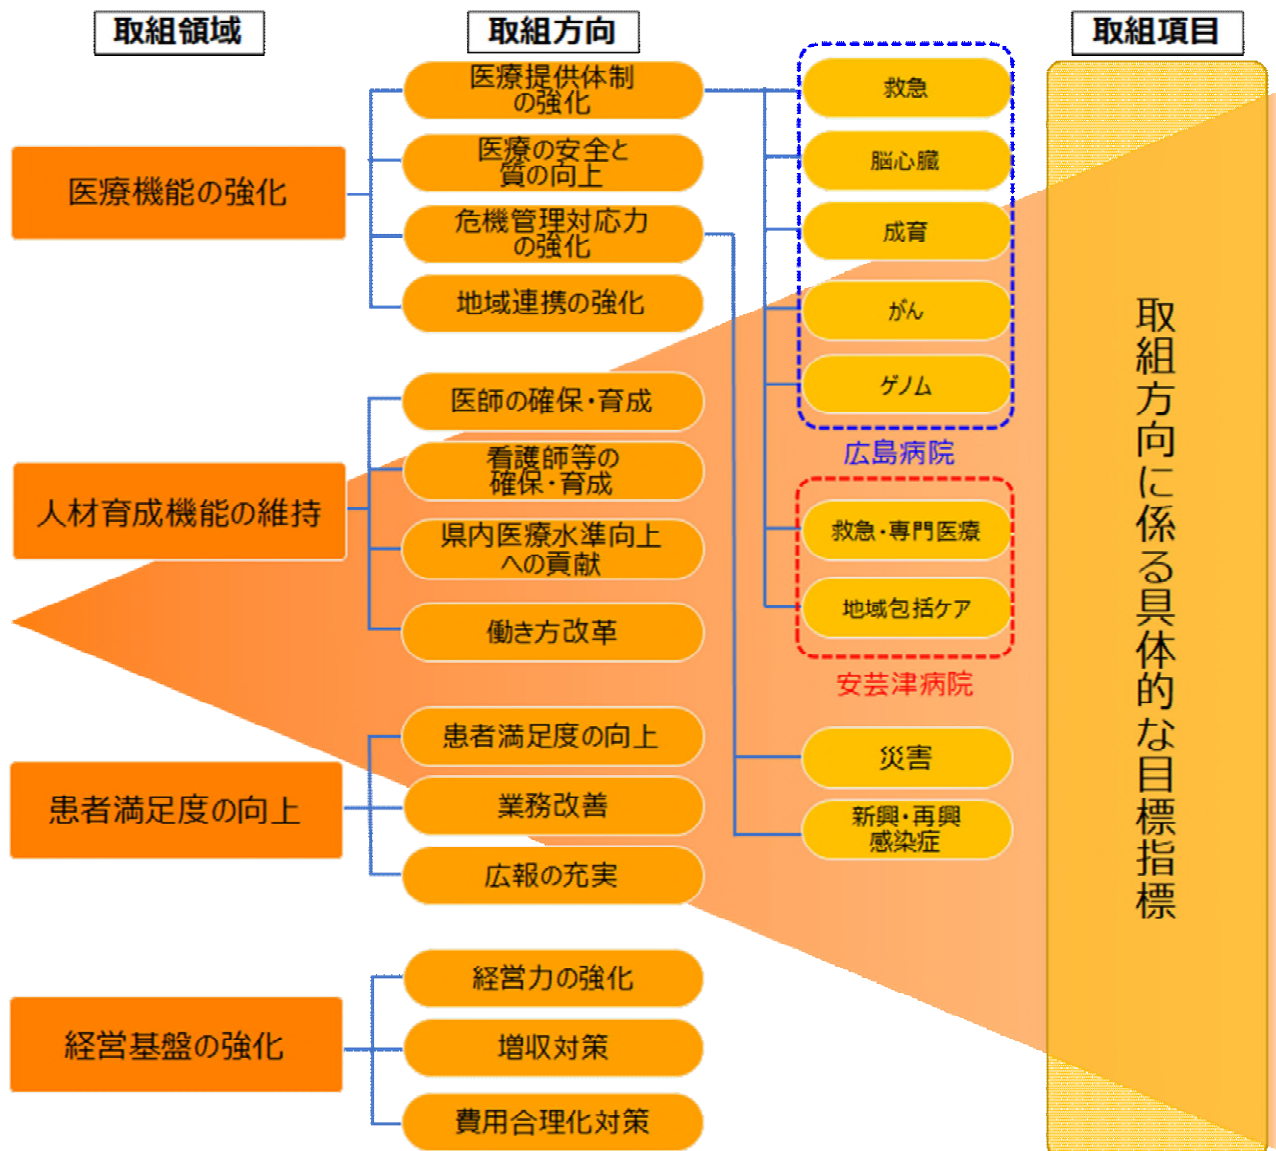 取組領域
取組方向
取組項目
医療機能の強化
医療提供体制
の強化
医療の安全と
質の向上
危機管理対応力
の強化
地域連携の強化
救急
脳心臓
成育
がん
ゲノム
広島病院
救急・専門医療
地域包括ケア
安芸津病院
災害
新興・再興
感染症
人材育成機能の維持
医師の確保・育成
看護師等の
確保・育成
県内医療水準向上
への貢献
働き方改革
患者満足度の向上
患者満足度の向上
業務改善
広報の充実
経営基盤の強化
経営力の強化
増収対策
費用合理化対策
取組方向に係る具体的な目標指標